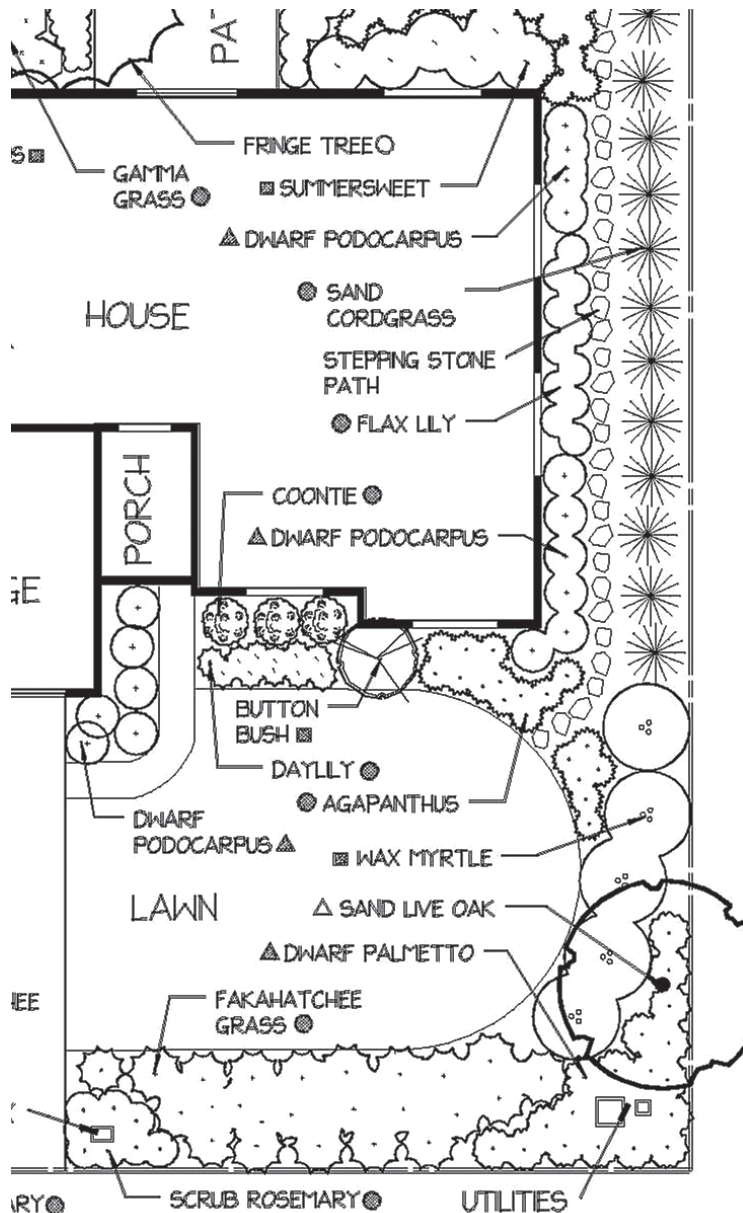 PAT
FRINGE TREE
GAMMA
GRASS
SUMMERSWEET
DWARF PODOCARPUS
SAND
CORDGRASS
HOUSE
STEPPING STONE
PATH
FLAX LILY
PORCH
COONTIE
DWARF PODOCARPUS
GE
BUTTON
BUSH
DAYLILY
AGAPANTHUS
DWARF
PODOCARPUS
WAX MYRTLE
LAWN
SAND LIVE OAK
DWARF PALMETTO
HEE
FAKAHATCHEE
GRASS
ARY
SCRUB ROSEMARY
UTILITIES